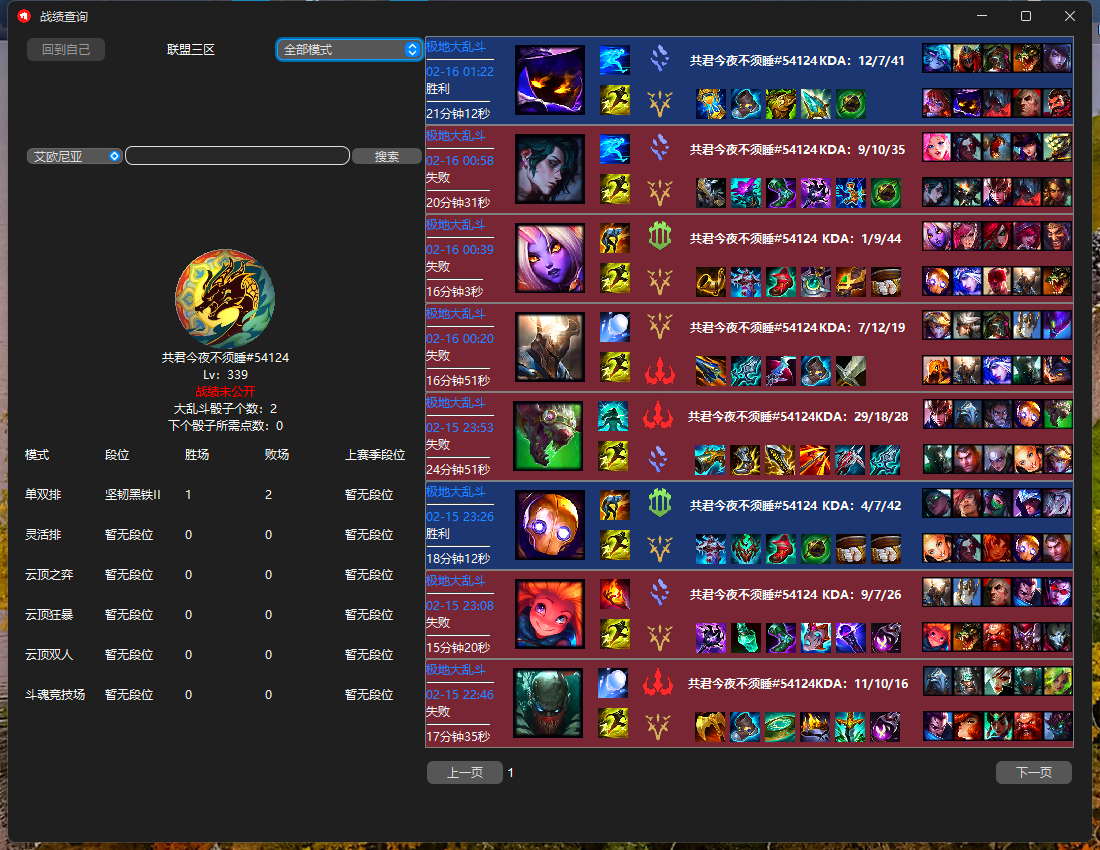 战绩查询
回到自己
联盟三区
全部模式
艾欧尼亚
搜索
共君今夜不须睡#54124
Lv：339
战绩未公开
大乱斗骰子个数：2
下个骰子所需点数：0
模式 段位 胜场 败场 上赛季段位
单双排 坚韧黑铁II 1 2 暂无段位
灵活排 暂无段位 0 0 暂无段位
云顶之弈 暂无段位 0 0 暂无段位
云顶狂暴 暂无段位 0 0 暂无段位
云顶双人 暂无段位 0 0 暂无段位
斗魂竞技场 暂无段位 0 0 暂无段位
极地大乱斗
02-16 01:22
胜利
21分钟12秒
共君今夜不须睡#54124 KDA：12/7/41
极地大乱斗
02-16 00:58
失败
20分钟31秒
共君今夜不须睡#54124 KDA：9/10/35
极地大乱斗
02-16 00:39
失败
16分钟3秒
共君今夜不须睡#54124 KDA：1/9/44
极地大乱斗
02-16 00:20
失败
16分钟51秒
共君今夜不须睡#54124 KDA：7/12/19
极地大乱斗
02-15 23:53
失败
24分钟51秒
共君今夜不须睡#54124KDA：29/18/28
极地大乱斗
02-15 23:26
胜利
18分钟12秒
共君今夜不须睡#54124 KDA：4/7/42
极地大乱斗
02-15 23:08
失败
15分钟20秒
共君今夜不须睡#54124 KDA：9/7/26
极地大乱斗
02-15 22:46
失败
17分钟35秒
共君今夜不须睡#54124KDA：11/10/16
上一页
1
下一页